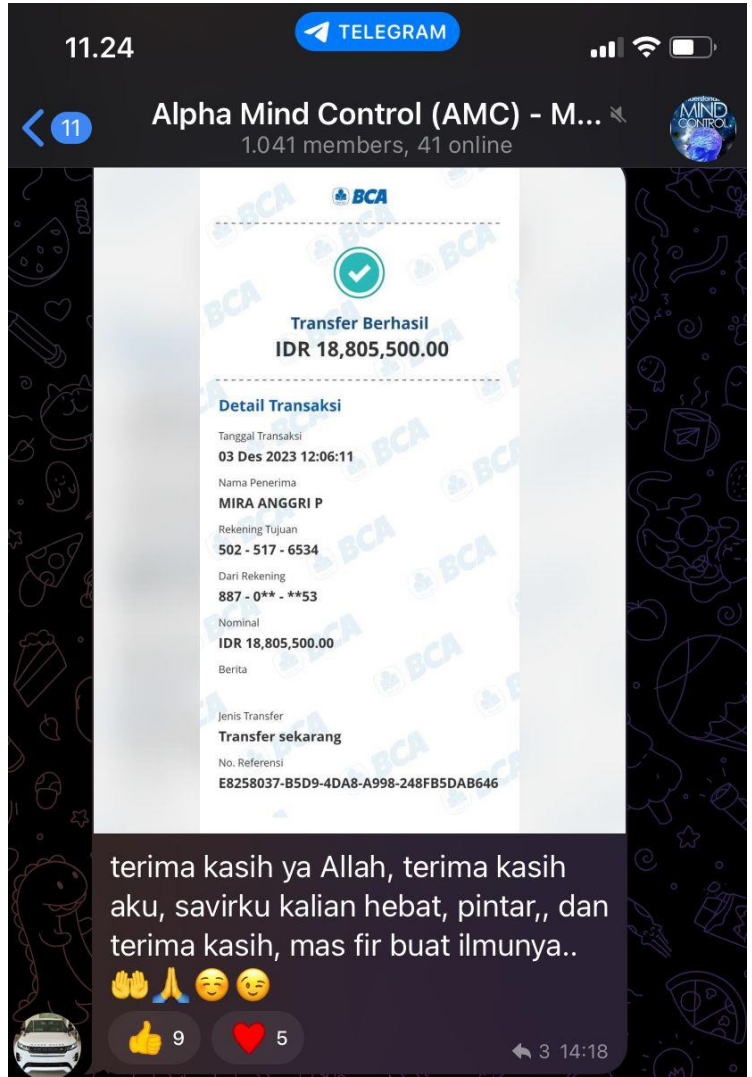 11.24
TELEGRAM
11
Alpha Mind Control (AMC) - M...
1.041 members, 41 online
MIND
CONTROL
BCA
Transfer Berhasil
IDR 18,805,500.00
Detail Transaksi
Tanggal Transaksi
03 Des 2023 12:06:11
Nama Penerima
MIRA ANGGRI P
Rekening Tujuan
502 - 517 - 6534
Dari Rekening
887 - 0** - **53
Nominal
IDR 18,805,500.00
Berita
Jenis Transfer
Transfer sekarang
No. Referensi
E8258037-B5D9-4DA8-A998-248FB5DAB646
terima kasih ya Allah, terima kasih
aku, savirku kalian hebat, pintar,, dan
terima kasih, mas fir buat ilmunya..
🤲🙏☺️😉
👍 9 ❤️ 5
3 14:18